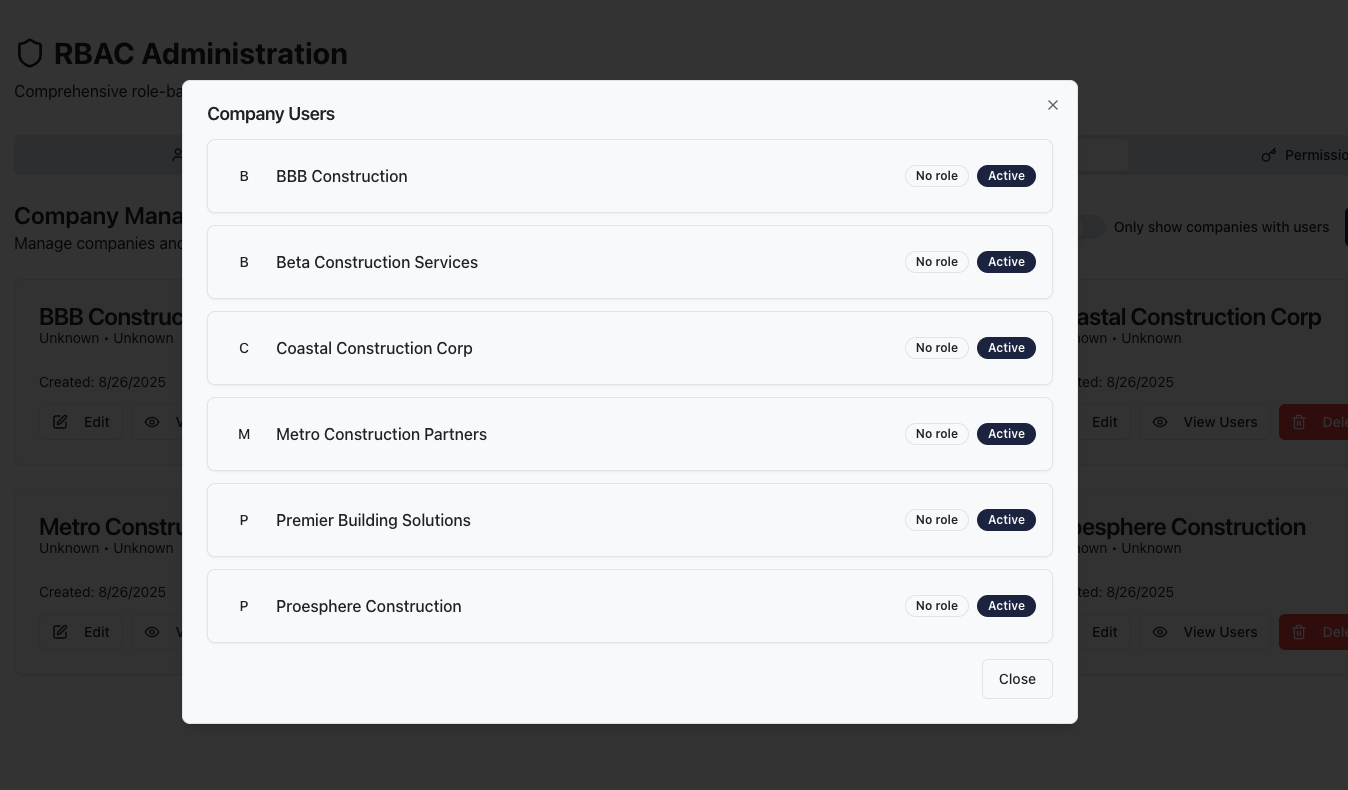 RBAC Administration
Comprehensive role-ba
Permissio
Company Mana
Manage companies and
Only show companies with users
Company Users
B BBB Construction No role Active
B Beta Construction Services No role Active
C Coastal Construction Corp No role Active
M Metro Construction Partners No role Active
P Premier Building Solutions No role Active
P Proesphere Construction No role Active
Close
BBB Construc
Unknown • Unknown
Created: 8/26/2025
Edit V
astal Construction Corp
nown • Unknown
ted: 8/26/2025
Edit View Users Dele
Metro Constru
Unknown • Unknown
Created: 8/26/2025
Edit V
oesphere Construction
nown • Unknown
ted: 8/26/2025
Edit View Users Dele